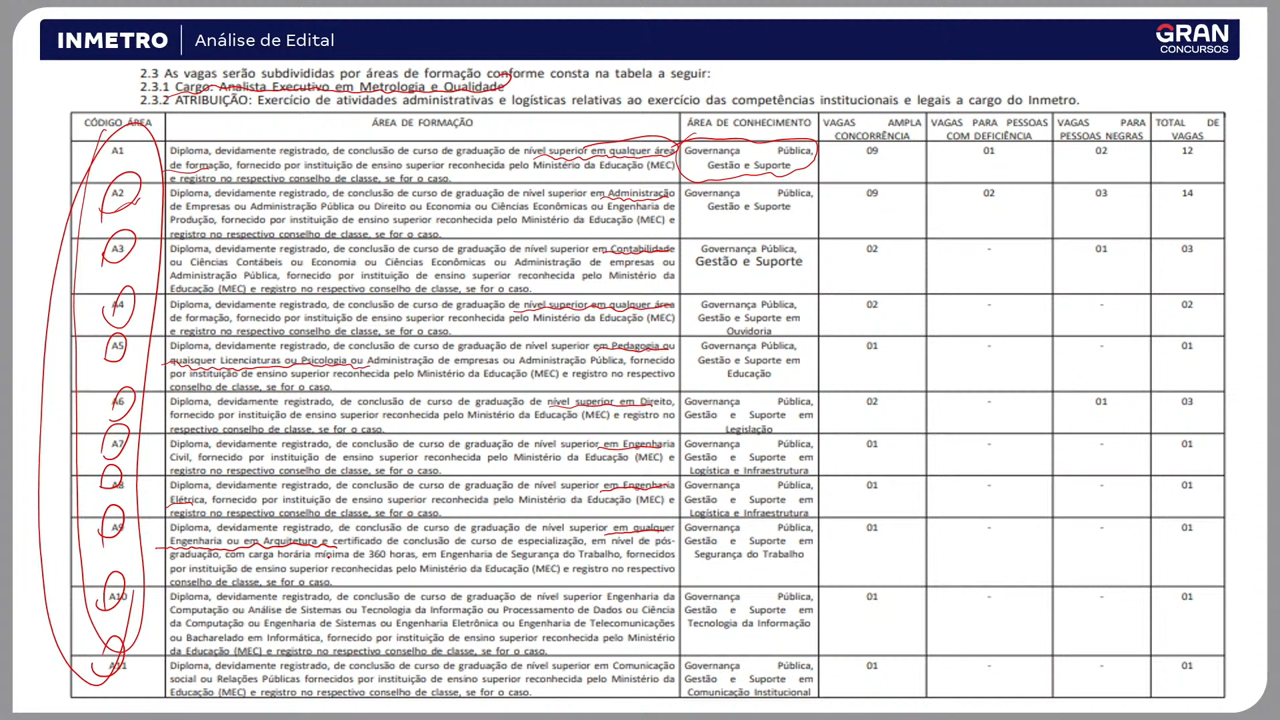 INMETRO Análise de Edital
GRAN
CONCURSOS
2.3 As vagas serão subdivididas por áreas de formação conforme consta na tabela a seguir:
2.3.1 Cargo: Analista Executivo em Metrologia e Qualidade
2.3.2 ATRIBUIÇÃO: Exercício de atividades administrativas e logísticas relativas ao exercício das competências institucionais e legais a cargo do Inmetro.
CÓDIGO ÁREA
ÁREA DE FORMAÇÃO
ÁREA DE CONHECIMENTO
VAGAS AMPLA
CONCORRÊNCIA
VAGAS PARA PESSOAS
COM DEFICIÊNCIA
VAGAS PARA
PESSOAS NEGRAS
TOTAL DE
VAGAS
A1
Diploma, devidamente registrado, de conclusão de curso de graduação de nível superior em qualquer área
de formação, fornecido por instituição de ensino superior reconhecida pelo Ministério da Educação (MEC)
e registro no respectivo conselho de classe, se for o caso.
Governança Pública,
Gestão e Suporte
09
01
02
12
A2
Diploma, devidamente registrado, de conclusão de curso de graduação de nível superior em Administração
de Empresas ou Administração Pública ou Direito ou Economia ou Ciências Econômicas ou Engenharia de
Produção, fornecido por instituição de ensino superior reconhecida pelo Ministério da Educação (MEC) e
registro no respectivo conselho de classe, se for o caso.
Governança Pública,
Gestão e Suporte
09
02
03
14
A3
Diploma, devidamente registrado, de conclusão de curso de graduação de nível superior em Contabilidade
ou Ciências Contábeis ou Economia ou Ciências Econômicas ou Administração de empresas ou
Administração Pública, fornecido por instituição de ensino superior reconhecida pelo Ministério da
Educação (MEC) e registro no respectivo conselho de classe, se for o caso.
Governança Pública,
Gestão e Suporte
02
-
01
03
A4
Diploma, devidamente registrado, de conclusão de curso de graduação de nível superior em qualquer área
de formação, fornecido por instituição de ensino superior reconhecida pelo Ministério da Educação (MEC)
e registro no respectivo conselho de classe, se for o caso.
Governança Pública,
Gestão e Suporte em
Ouvidoria
02
-
-
02
A5
Diploma, devidamente registrado, de conclusão de curso de graduação de nível superior em Pedagogia ou
quaisquer Licenciaturas ou Psicologia ou Administração de empresas ou Administração Pública, fornecido
por instituição de ensino superior reconhecida pelo Ministério da Educação (MEC) e registro no respectivo
conselho de classe, se for o caso.
Governança Pública,
Gestão e Suporte em
Educação
01
-
-
01
A6
Diploma, devidamente registrado, de conclusão de curso de graduação de nível superior em Direito,
fornecido por instituição de ensino superior reconhecida pelo Ministério da Educação (MEC) e registro no
respectivo conselho de classe, se for o caso.
Governança Pública,
Gestão e Suporte em
Legislação
02
-
01
03
A7
Diploma, devidamente registrado, de conclusão de curso de graduação de nível superior em Engenharia
Civil, fornecido por instituição de ensino superior reconhecida pelo Ministério da Educação (MEC) e
registro no respectivo conselho de classe, se for o caso.
Governança Pública,
Gestão e Suporte em
Logística e Infraestrutura
01
-
-
01
A8
Diploma, devidamente registrado, de conclusão de curso de graduação de nível superior em Engenharia
Elétrica, fornecido por instituição de ensino superior reconhecida pelo Ministério da Educação (MEC) e
registro no respectivo conselho de classe, se for o caso.
Governança Pública,
Gestão e Suporte em
Logística e Infraestrutura
01
-
-
01
A9
Diploma, devidamente registrado, de conclusão de curso de graduação de nível superior em qualquer
Engenharia ou em Arquitetura e certificado de conclusão de curso de especialização, em nível de pós-
graduação, com carga horária mínima de 360 horas, em Engenharia de Segurança do Trabalho, fornecidos
por instituição de ensino superior reconhecidas pelo Ministério da Educação (MEC) e registro no respectivo
conselho de classe, se for o caso.
Governança Pública,
Gestão e Suporte em
Segurança do Trabalho
01
-
-
01
A10
Diploma, devidamente registrado, de conclusão de curso de graduação de nível superior Engenharia da
Computação ou Análise de Sistemas ou Tecnologia da Informação ou Processamento de Dados ou Ciência
da Computação ou Engenharia de Sistemas ou Engenharia Eletrônica ou Engenharia de Telecomunicações
ou Bacharelado em Informática, fornecido por instituição de ensino superior reconhecida pelo Ministério
da Educação (MEC) e registro no respectivo conselho de classe, se for o caso.
Governança Pública,
Gestão e Suporte em
Tecnologia da Informação
01
-
-
01
A11
Diploma, devidamente registrado, de conclusão de curso de graduação de nível superior em Comunicação
social ou Relações Públicas fornecidos por instituição de ensino superior reconhecida pelo Ministério da
Educação (MEC) e registro no respectivo conselho de classe, se for o caso.
Governança Pública,
Gestão e Suporte em
Comunicação Institucional
01
-
-
01